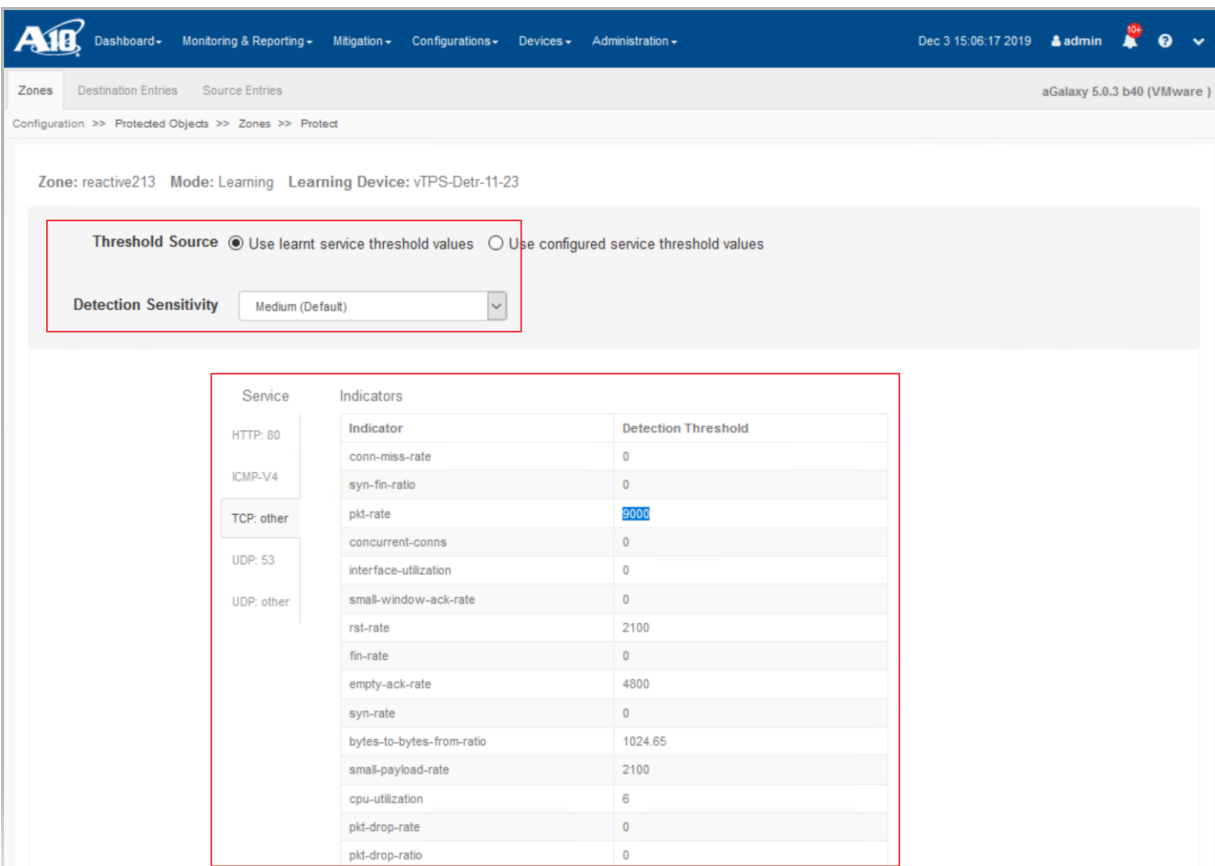 A10 Dashboard Monitoring & Reporting Mitigation Configurations Devices Administration Dec 3 15:06:17 2019 admin 10+ ?
Zones Destination Entries Source Entries aGalaxy 5.0.3 b40 (VMware )
Configuration >> Protected Objects >> Zones >> Protect
Zone: reactive213 Mode: Learning Learning Device: vTPS-Detr-11-23
Threshold Source Use learnt service threshold values Use configured service threshold values
Detection Sensitivity Medium (Default)
Service Indicators
HTTP: 80
ICMP-V4
TCP: other
UDP: 53
UDP: other
Indicator Detection Threshold
conn-miss-rate 0
syn-fin-ratio 0
pkt-rate 9000
concurrent-conns 0
interface-utilization 0
small-window-ack-rate 0
rst-rate 2100
fin-rate 0
empty-ack-rate 4800
syn-rate 0
bytes-to-bytes-from-ratio 1024.65
small-payload-rate 2100
cpu-utilization 6
pkt-drop-rate 0
pkt-drop-ratio 0